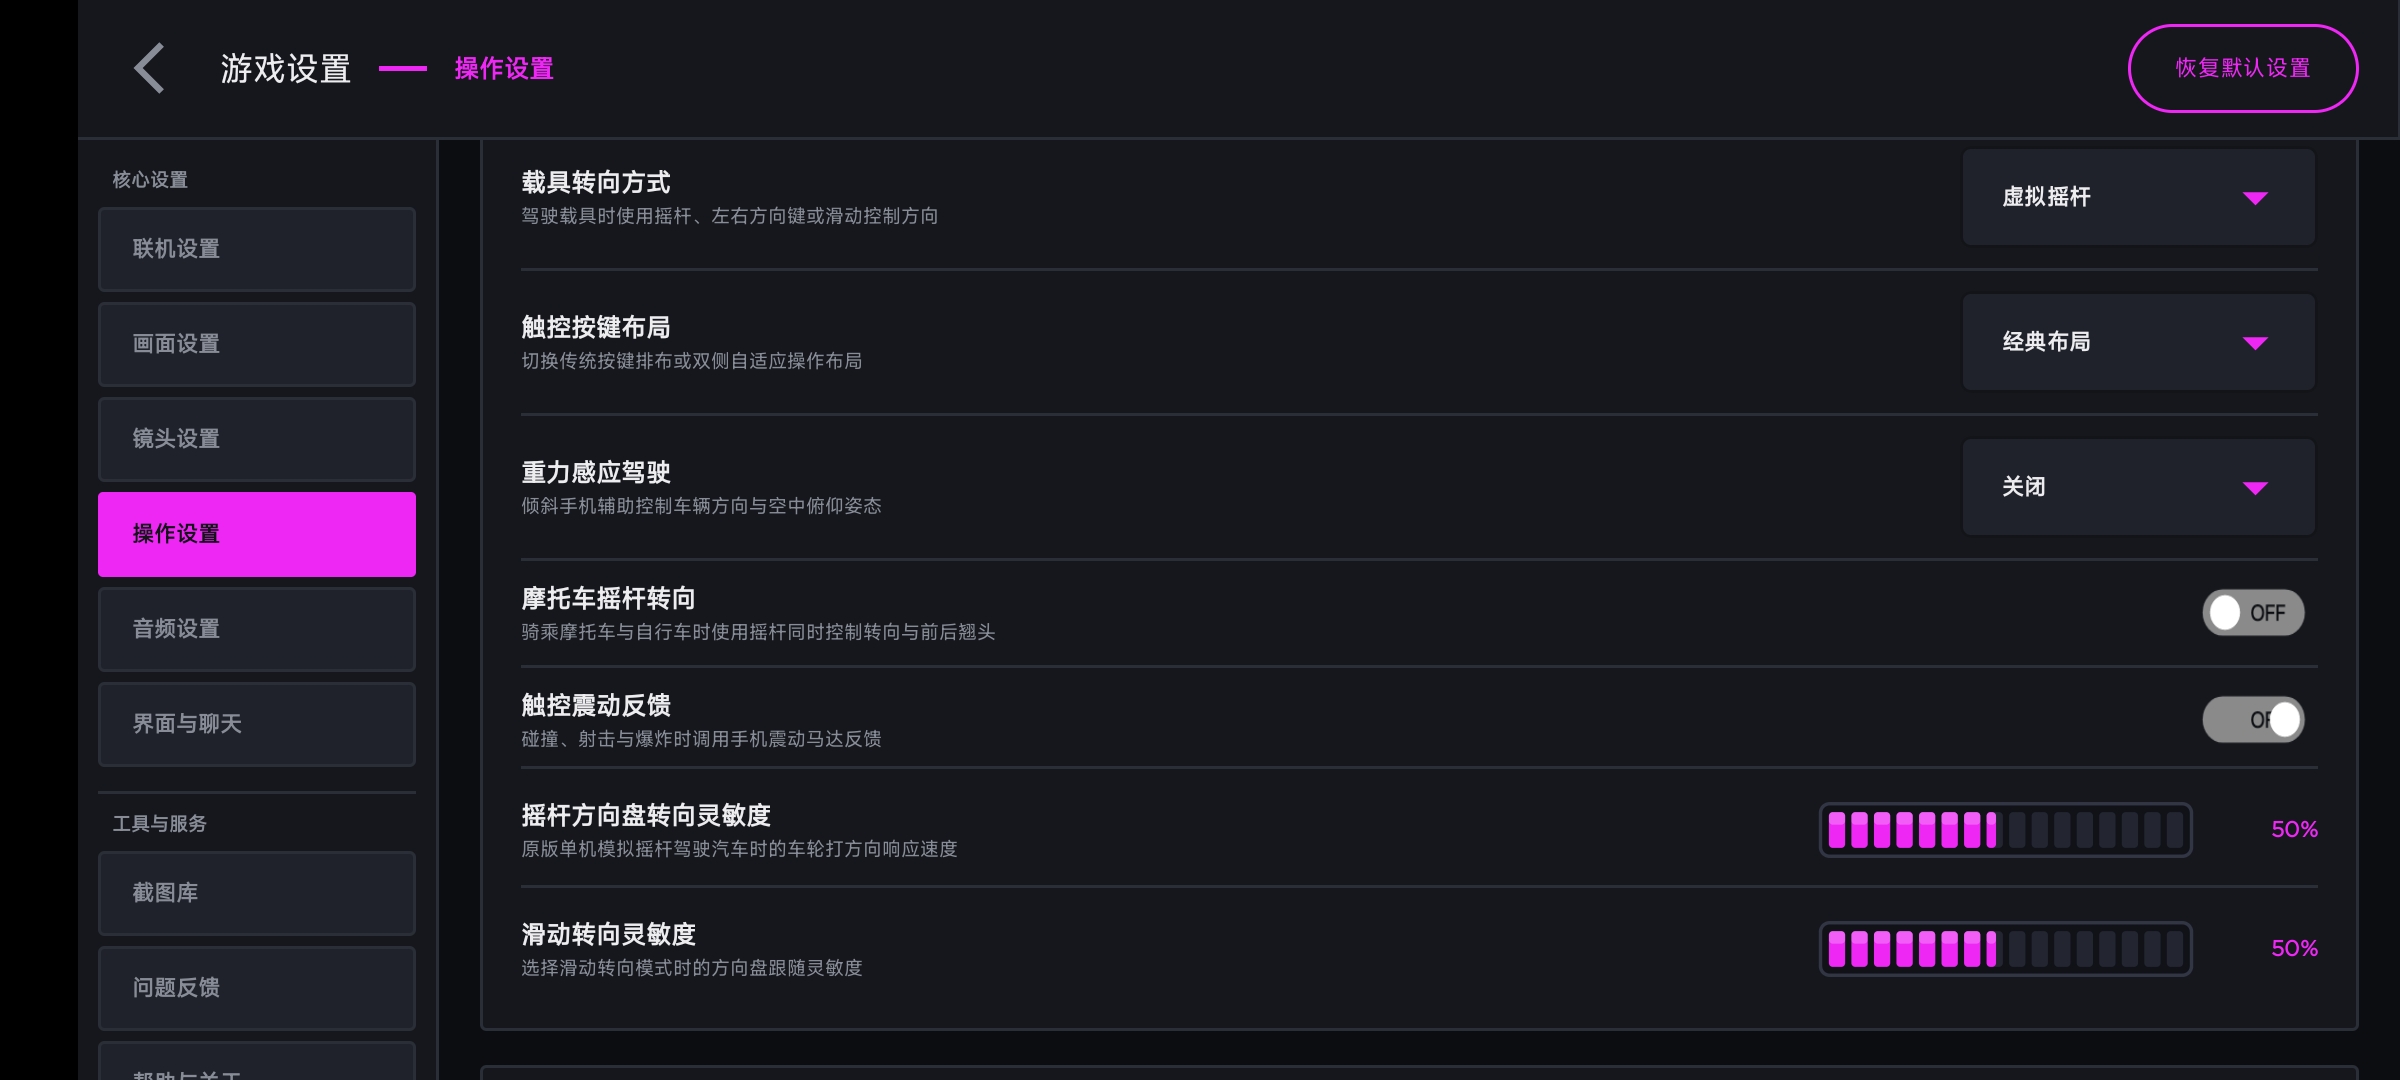 游戏设置 — 操作设置
恢复默认设置
核心设置
联机设置
画面设置
镜头设置
操作设置
音频设置
界面与聊天
工具与服务
截图库
问题反馈
载具转向方式
驾驶载具时使用摇杆、左右方向键或滑动控制方向
虚拟摇杆
触控按键布局
切换传统按键排布或双侧自适应操作布局
经典布局
重力感应驾驶
倾斜手机辅助控制车辆方向与空中俯仰姿态
关闭
摩托车摇杆转向
骑乘摩托车与自行车时使用摇杆同时控制转向与前后翘头
OFF
触控震动反馈
碰撞、射击与爆炸时调用手机震动马达反馈
摇杆方向盘转向灵敏度
原版单机模拟摇杆驾驶汽车时的车轮打方向响应速度
50%
滑动转向灵敏度
选择滑动转向模式时的方向盘跟随灵敏度
50%